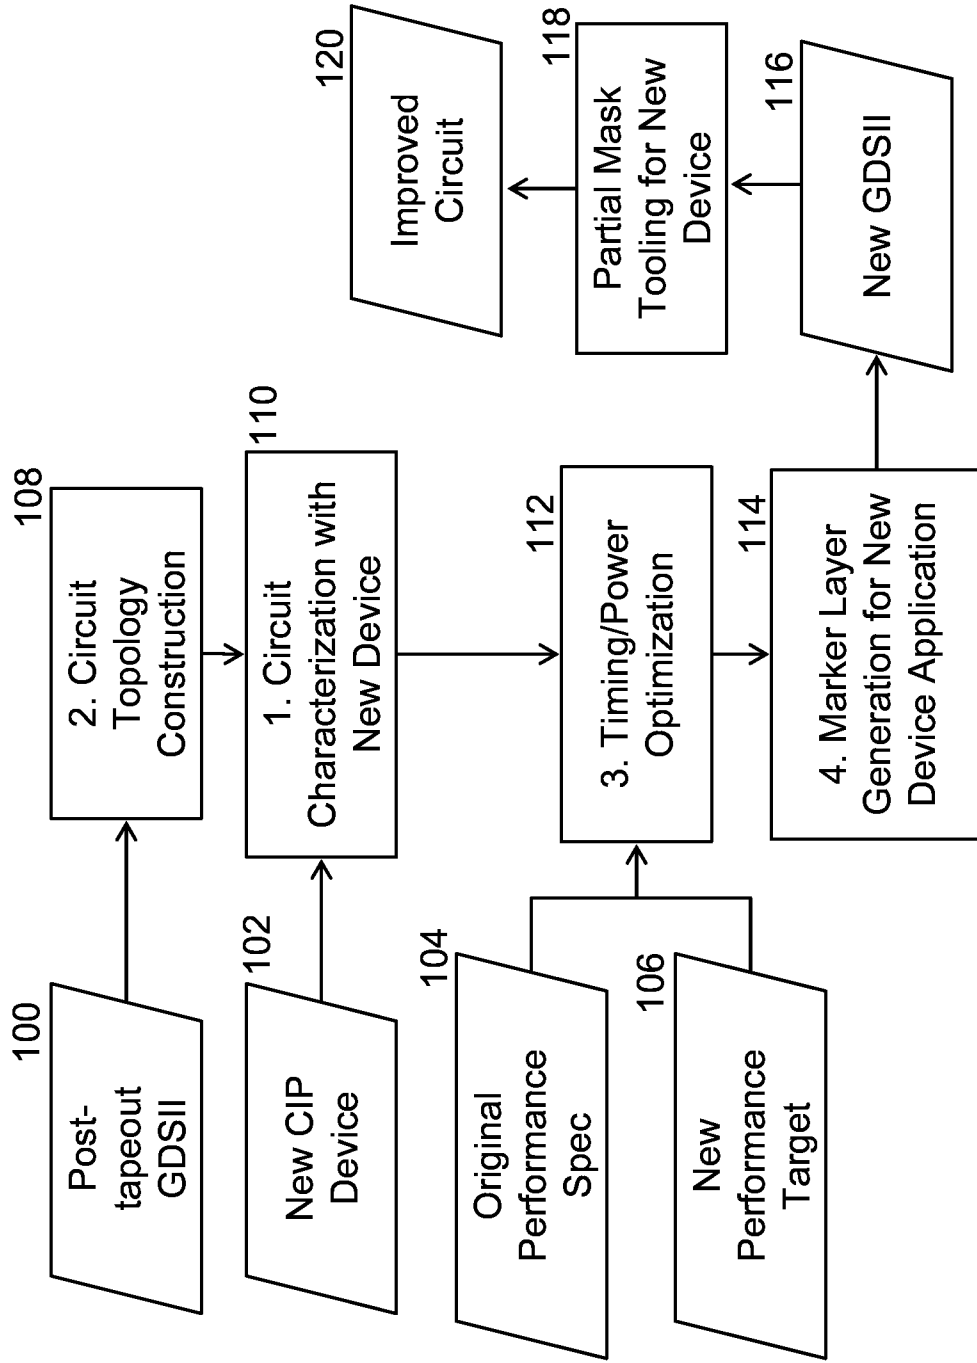 100
Post-
tapeout
GDSII
108
2. Circuit
Topology
Construction
102
New CIP
Device
110
1. Circuit
Characterization with
New Device
104
Original
Performance
Spec
106
New
Performance
Target
112
3. Timing/Power
Optimization
114
4. Marker Layer
Generation for New
Device Application
116
New GDSII
118
Partial Mask
Tooling for New
Device
120
Improved
Circuit